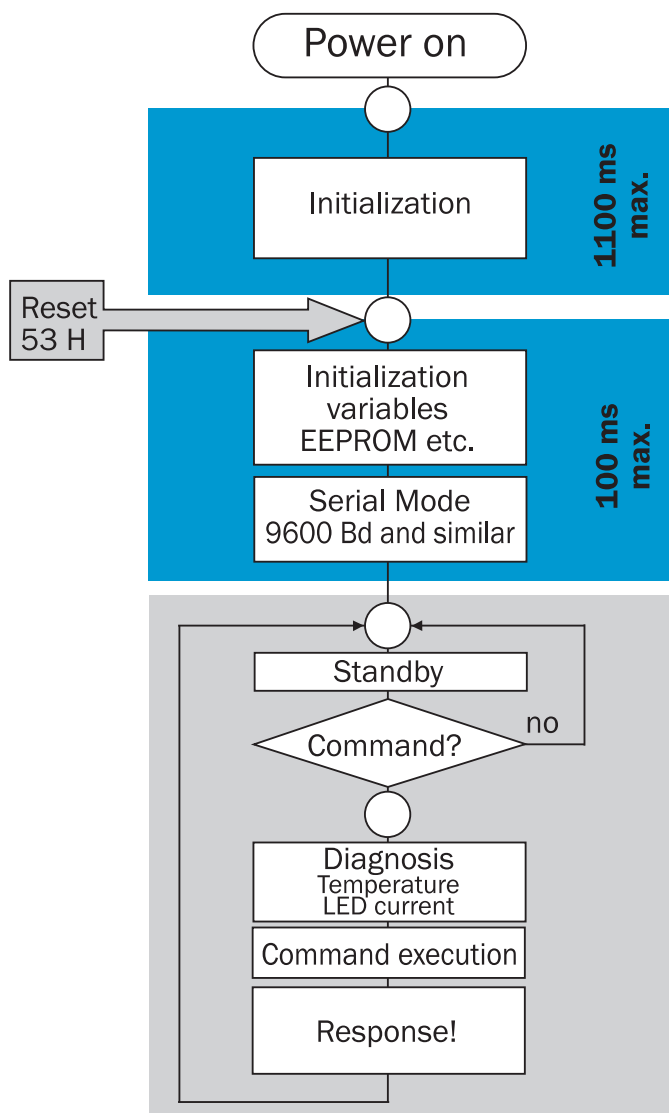 Power on
Initialization
1100 ms
max.
Reset
53 H
Initialization
variables
EEPROM etc.
Serial Mode
9600 Bd and similar
100 ms
max.
Standby
Command?
no
Diagnosis
Temperature
LED current
Command execution
Response!